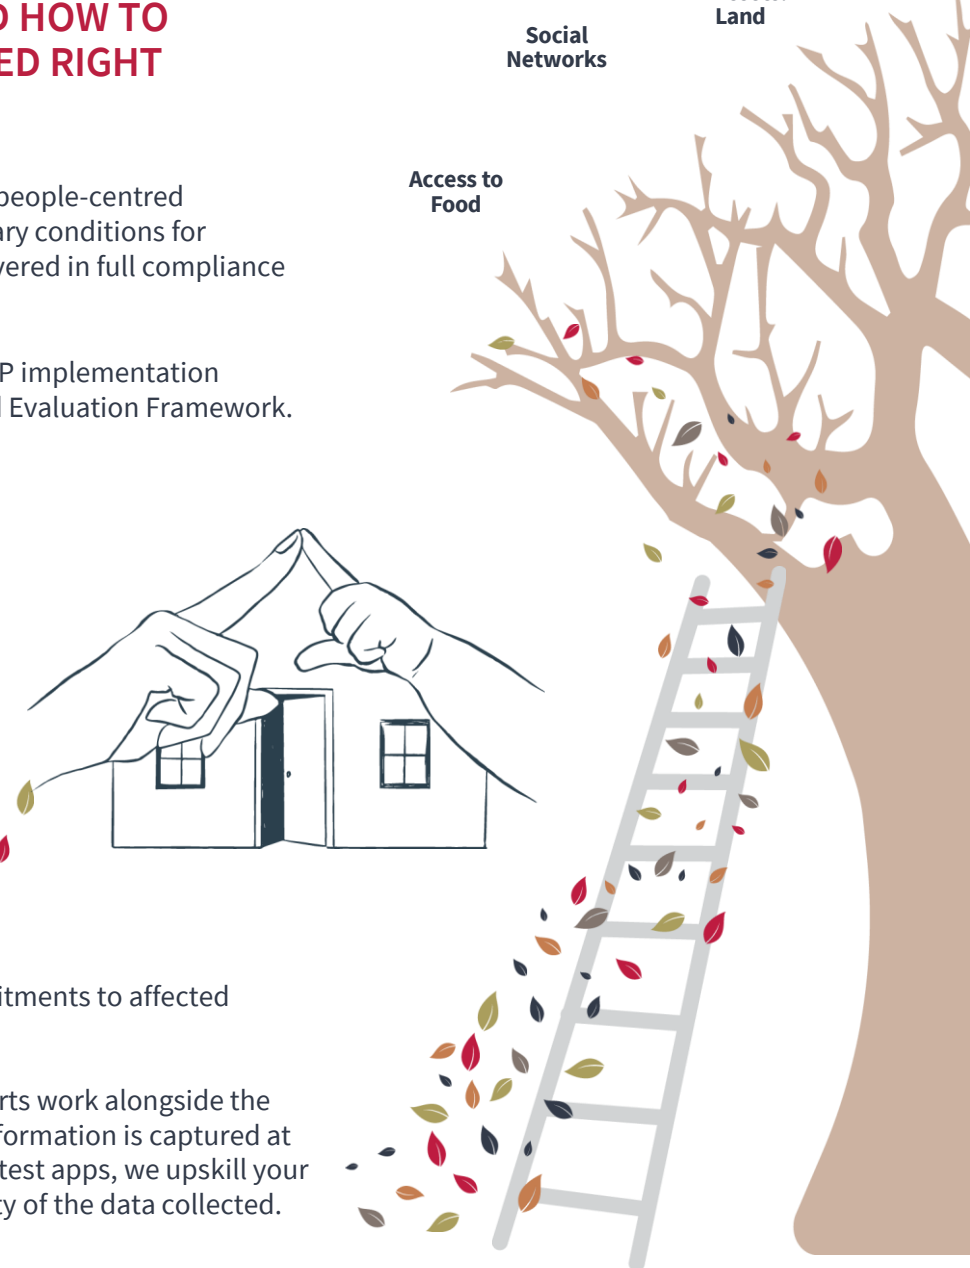 D HOW TO
ED RIGHT
Land
Social
Networks
Access to
Food
people-centred
ary conditions for
vered in full compliance
P implementation
d Evaluation Framework.
itments to affected
rts work alongside the
formation is captured at
test apps, we upskill your
ty of the data collected.